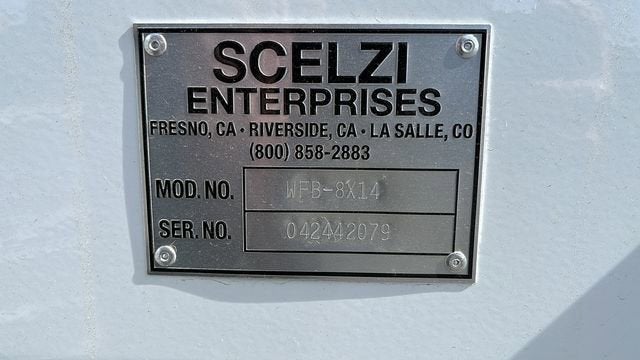 SCELZI
ENTERPRISES
FRESNO, CA · RIVERSIDE, CA · LA SALLE, CO
(800) 858-2883
MOD. NO. WFB-8X14
SER. NO. 042442079